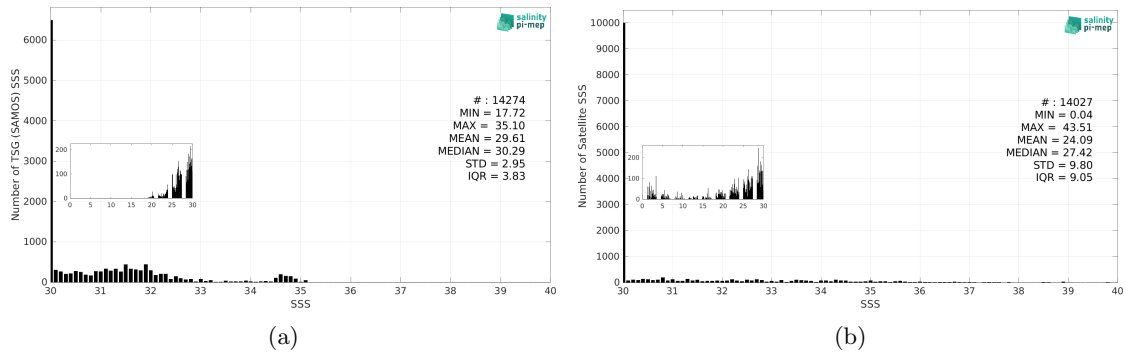 salinity
pi-mep
6000
5000
4000
3000
2000
1000
0
Number of TSG (SAMOS) SSS
# : 14274
MIN = 17.72
MAX = 35.10
MEAN = 29.61
MEDIAN = 30.29
STD = 2.95
IQR = 3.83
200
100
0
0 5 10 15 20 25 30
30 31 32 33 34 35 36 37 38 39 40
SSS
(a)
salinity
pi-mep
10000
9000
8000
7000
6000
5000
4000
3000
2000
1000
0
Number of Satellite SSS
# : 14027
MIN = 0.04
MAX = 43.51
MEAN = 24.09
MEDIAN = 27.42
STD = 9.80
IQR = 9.05
200
100
0
0 5 10 15 20 25 30
30 31 32 33 34 35 36 37 38 39 40
SSS
(b)